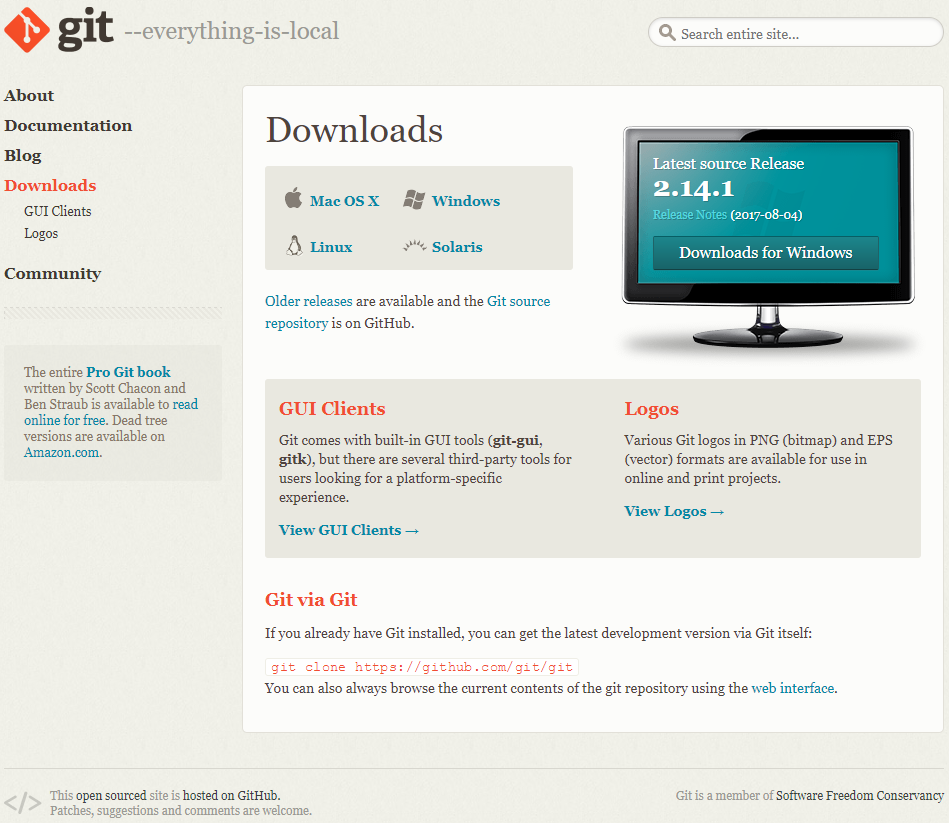 git --everything-is-local
Search entire site...
About
Documentation
Blog
Downloads
GUI Clients
Logos
Community
The entire Pro Git book
written by Scott Chacon and
Ben Straub is available to read
online for free. Dead tree
versions are available on
Amazon.com.
Downloads
Mac OS X
Windows
Linux
Solaris
Older releases are available and the Git source
repository is on GitHub.
Latest source Release
2.14.1
Release Notes (2017-08-04)
Downloads for Windows
GUI Clients
Git comes with built-in GUI tools (git-gui,
gitk), but there are several third-party tools for
users looking for a platform-specific
experience.
View GUI Clients →
Logos
Various Git logos in PNG (bitmap) and EPS
(vector) formats are available for use in
online and print projects.
View Logos →
Git via Git
If you already have Git installed, you can get the latest development version via Git itself:
git clone https://github.com/git/git
You can also always browse the current contents of the git repository using the web interface.
</> This open sourced site is hosted on GitHub.
Patches, suggestions and comments are welcome.
Git is a member of Software Freedom Conservancy